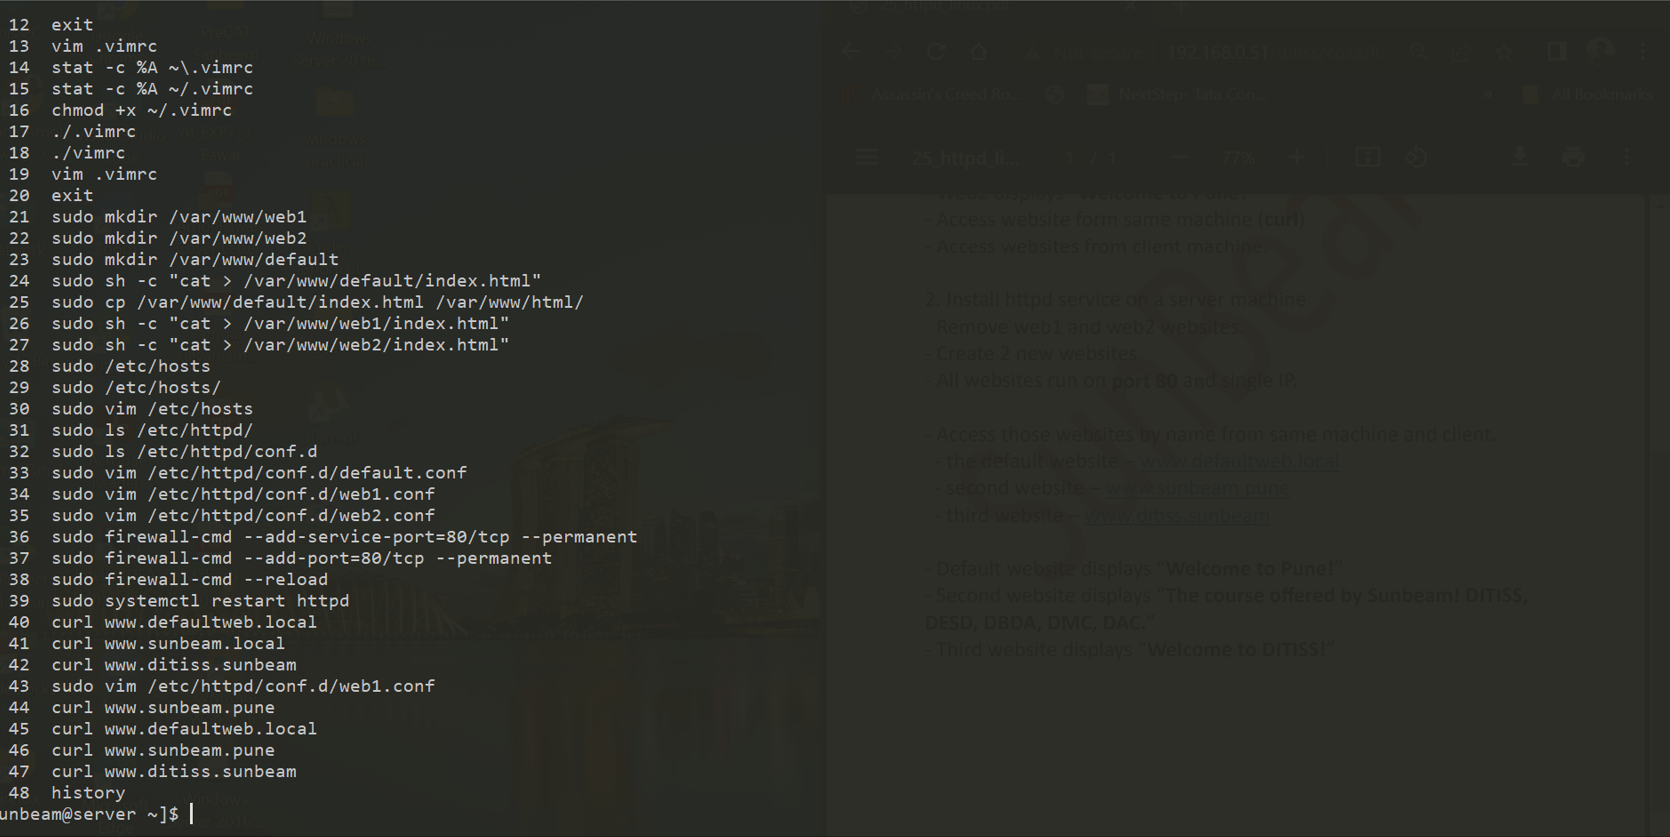 12 exit
13 vim .vimrc
14 stat -c %A ~\.vimrc
15 stat -c %A ~/.vimrc
16 chmod +x ~/.vimrc
17 ./.vimrc
18 ./vimrc
19 vim .vimrc
20 exit
21 sudo mkdir /var/www/web1
22 sudo mkdir /var/www/web2
23 sudo mkdir /var/www/default
24 sudo sh -c "cat > /var/www/default/index.html"
25 sudo cp /var/www/default/index.html /var/www/html/
26 sudo sh -c "cat > /var/www/web1/index.html"
27 sudo sh -c "cat > /var/www/web2/index.html"
28 sudo /etc/hosts
29 sudo /etc/hosts/
30 sudo vim /etc/hosts
31 sudo ls /etc/httpd/
32 sudo ls /etc/httpd/conf.d
33 sudo vim /etc/httpd/conf.d/default.conf
34 sudo vim /etc/httpd/conf.d/web1.conf
35 sudo vim /etc/httpd/conf.d/web2.conf
36 sudo firewall-cmd --add-service-port=80/tcp --permanent
37 sudo firewall-cmd --add-port=80/tcp --permanent
38 sudo firewall-cmd --reload
39 sudo systemctl restart httpd
40 curl www.defaultweb.local
41 curl www.sunbeam.local
42 curl www.ditiss.sunbeam
43 sudo vim /etc/httpd/conf.d/web1.conf
44 curl www.sunbeam.pune
45 curl www.defaultweb.local
46 curl www.sunbeam.pune
47 curl www.ditiss.sunbeam
48 history
unbeam@server ~]$
25_httpd_linux.pdf
Not secure 192.168.0.51
Assassin's Creed Ro...
NextStep- Tata Con...
All Bookmarks
25_httpd_li...
1 / 1
77%
- Web2 displays "Welcome to Pune!"
- Access website form same machine (curl)
- Access websites from client machine.
2. Install httpd service on a server machine
- Remove web1 and web2 websites.
- Create 2 new websites
- All websites run on port 80 and single IP.
- Access those websites by name from same machine and client.
- the default website – www.defaultweb.local
- second website – www.sunbeam.pune
- third website – www.ditiss.sunbeam
- Default website displays "Welcome to Pune!"
- Second website displays "The course offered by Sunbeam! DITISS,
DESD, DBDA, DMC, DAC."
- Third website displays "Welcome to DITISS!"